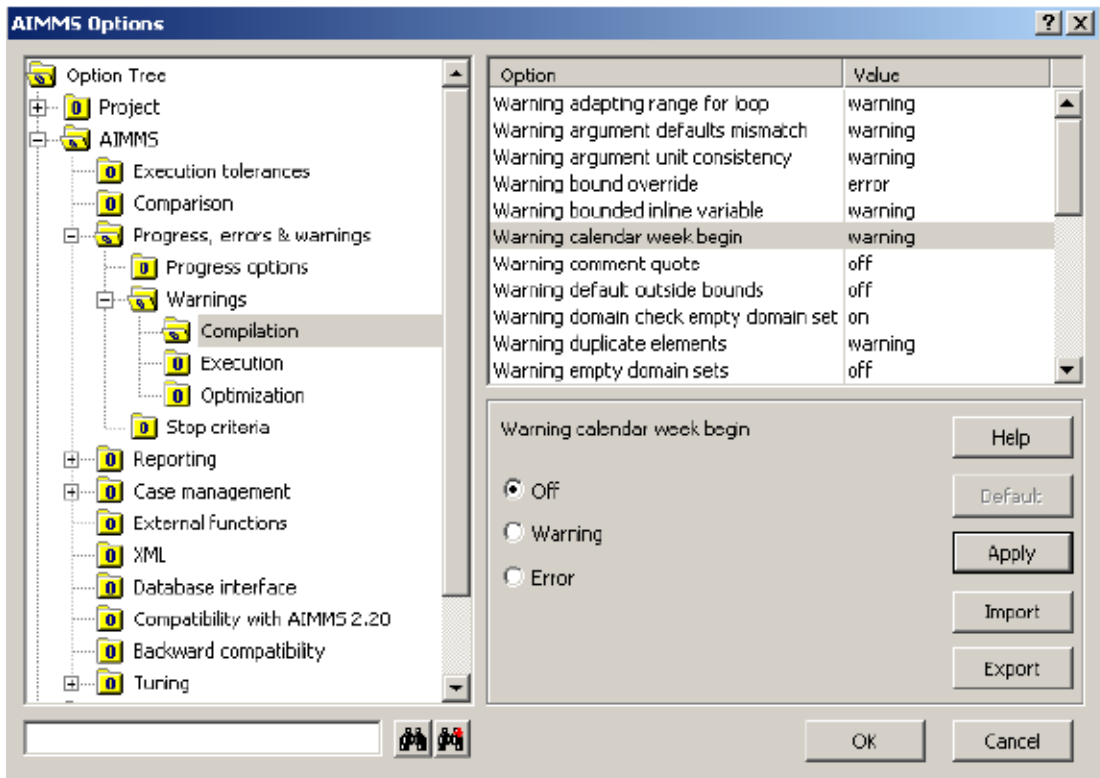 AIMMS Options
Option Tree
Project
AIMMS
Execution tolerances
Comparison
Progress, errors & warnings
Progress options
Warnings
Compilation
Execution
Optimization
Stop criteria
Reporting
Case management
External functions
XML
Database interface
Compatibility with AIMMS 2.20
Backward compatibility
Tuning
Option Value
Warning adapting range for loop warning
Warning argument defaults mismatch warning
Warning argument unit consistency warning
Warning bound override error
Warning bounded inline variable warning
Warning calendar week begin warning
Warning comment quote off
Warning default outside bounds off
Warning domain check empty domain set on
Warning duplicate elements warning
Warning empty domain sets off
Warning calendar week begin
Off
Warning
Error
Help
Default
Apply
Import
Export
OK
Cancel